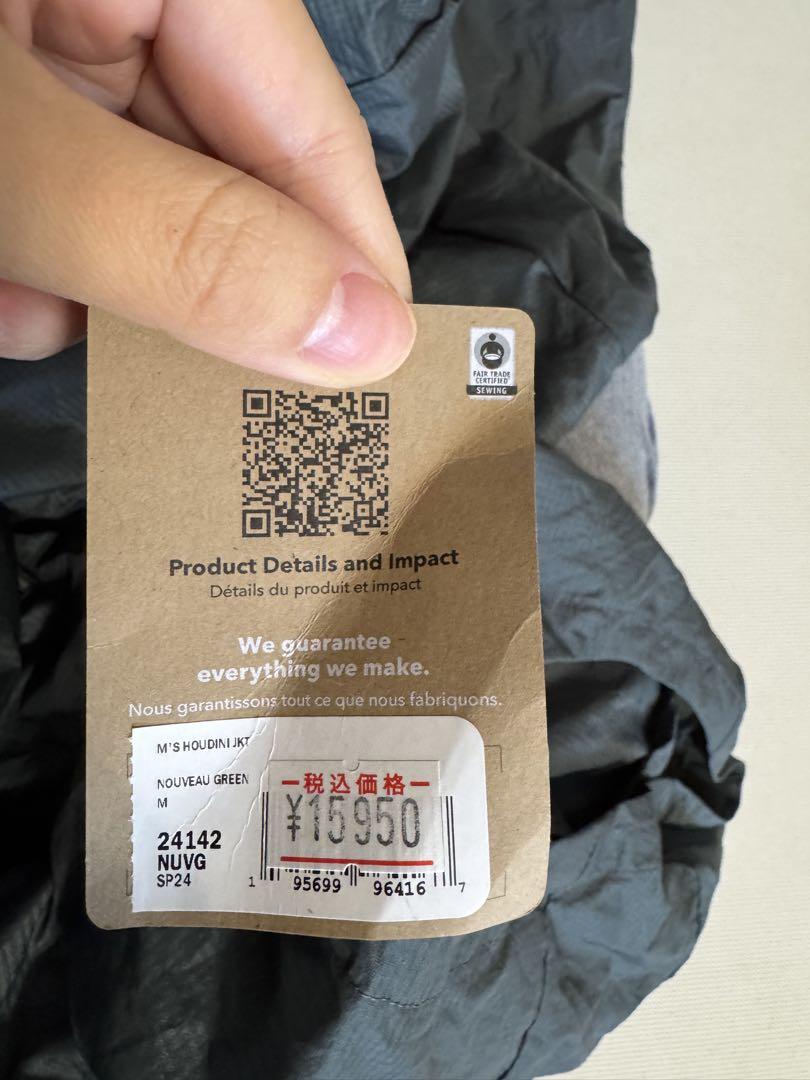 FAIR TRADE
CERTIFIED
SEWING
Product Details and Impact
Détails du produit et impact
We guarantee
everything we make.
Nous garantissons tout ce que nous fabriquons.
M'S HOUDINI JKT
NOUVEAU GREEN
M
24142
NUVG
SP24
税込価格
¥15950
1 95699 96416 7